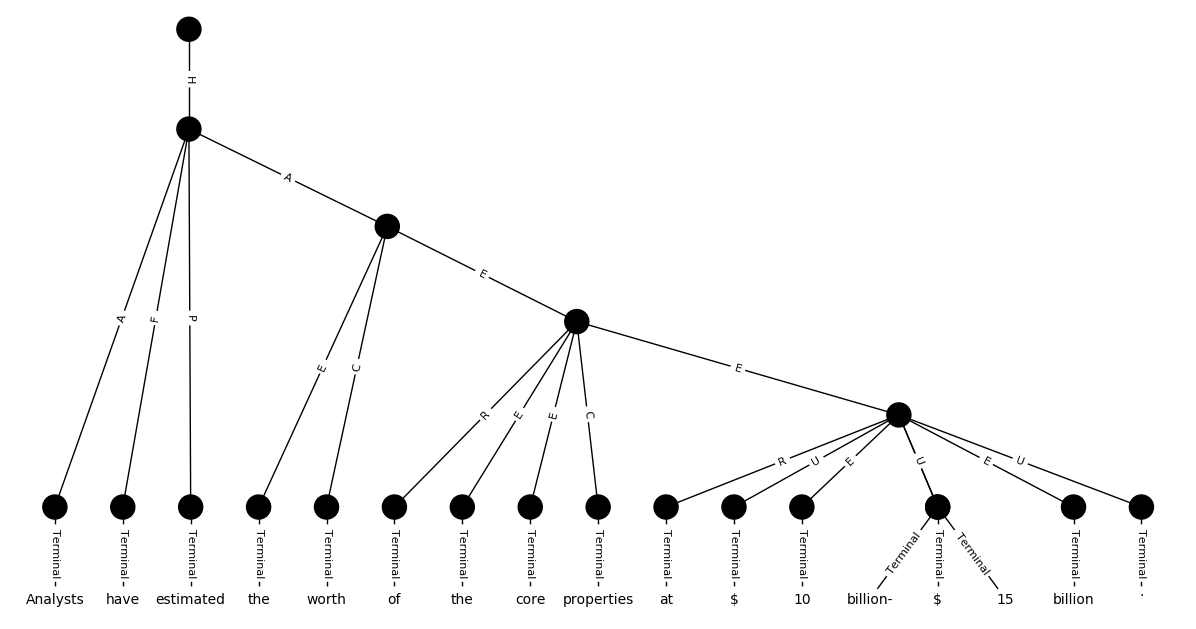 H
A
E
A F P E C R E E C E
R U E U E U
Terminal Terminal Terminal Terminal Terminal Terminal Terminal Terminal Terminal Terminal Terminal Terminal Terminal Terminal Terminal Terminal Terminal
Analysts have estimated the worth of the core properties at $ 10 billion- $ 15 billion .